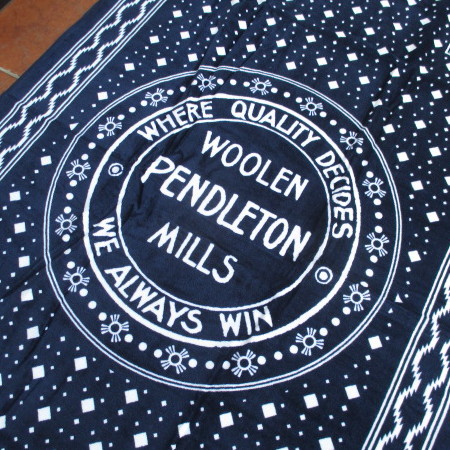 WHERE QUALITY DECIDES
WOOLEN
PENDLETON
MILLS
WE ALWAYS WIN